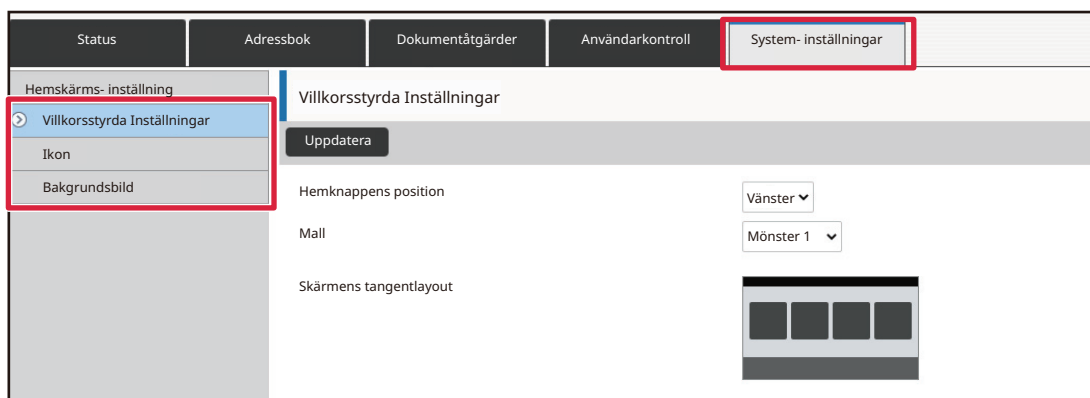 Status
Adressbok
Dokumentåtgärder
Användarkontroll
System- inställningar
Hemskärms- inställning
Villkorsstyrda Inställningar
Ikon
Bakgrundsbild
Villkorsstyrda Inställningar
Uppdatera
Hemknappens position
Vänster
Mall
Mönster 1
Skärmens tangentlayout